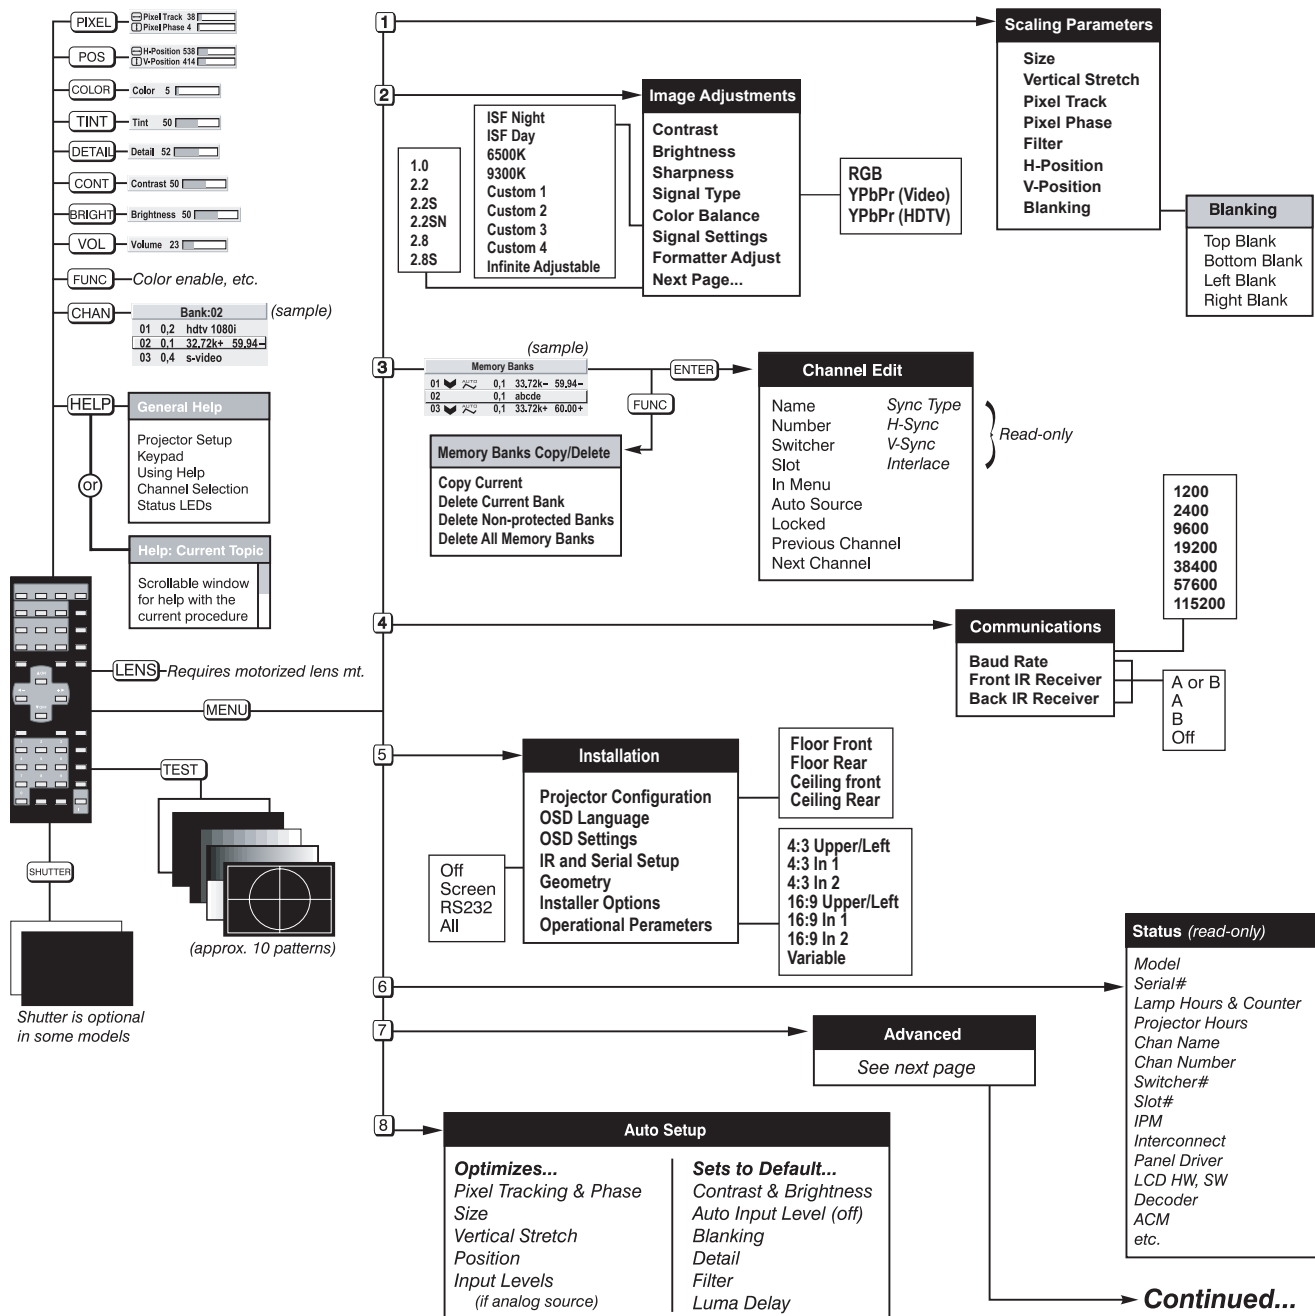 PIXEL
Pixel Track 38
Pixel Phase 4
POS
H-Position 538
V-Position 414
COLOR
Color 5
TINT
Tint 50
DETAIL
Detail 52
CONT
Contrast 50
BRIGHT
Brightness 50
VOL
Volume 23
FUNC
Color enable, etc.
CHAN
Bank:02
(sample)
01 0,2 hdtv 1080i
02 0.1 32.72k+ 59.94–
03 0,4 s-video
HELP
General Help
Projector Setup
Keypad
Using Help
Channel Selection
Status LEDs
or
Help: Current Topic
Scrollable window
for help with the
current procedure
LENS
Requires motorized lens mt.
MENU
TEST
(approx. 10 patterns)
SHUTTER
Shutter is optional
in some models
1
Scaling Parameters
Size
Vertical Stretch
Pixel Track
Pixel Phase
Filter
H-Position
V-Position
Blanking
Blanking
Top Blank
Bottom Blank
Left Blank
Right Blank
2
Image Adjustments
Contrast
Brightness
Sharpness
Signal Type
Color Balance
Signal Settings
Formatter Adjust
Next Page...
ISF Night
ISF Day
6500K
9300K
Custom 1
Custom 2
Custom 3
Custom 4
Infinite Adjustable
1.0
2.2
2.2S
2.2SN
2.8
2.8S
RGB
YPbPr (Video)
YPbPr (HDTV)
3
(sample)
Memory Banks
01 AUTO 0,1 33,72k– 59,94–
02 0,1 abcde
03 AUTO 0,1 33.72k+ 60.00+
ENTER
FUNC
Memory Banks Copy/Delete
Copy Current
Delete Current Bank
Delete Non-protected Banks
Delete All Memory Banks
Channel Edit
Name Sync Type
Number H-Sync
Switcher V-Sync
Slot Interlace
In Menu
Auto Source
Locked
Previous Channel
Next Channel
Read-only
4
Communications
Baud Rate
Front IR Receiver
Back IR Receiver
1200
2400
9600
19200
38400
57600
115200
A or B
A
B
Off
5
Installation
Projector Configuration
OSD Language
OSD Settings
IR and Serial Setup
Geometry
Installer Options
Operational Perameters
Floor Front
Floor Rear
Ceiling front
Ceiling Rear
Off
Screen
RS232
All
4:3 Upper/Left
4:3 In 1
4:3 In 2
16:9 Upper/Left
16:9 In 1
16:9 In 2
Variable
6
Status (read-only)
Model
Serial#
Lamp Hours & Counter
Projector Hours
Chan Name
Chan Number
Switcher#
Slot#
IPM
Interconnect
Panel Driver
LCD HW, SW
Decoder
ACM
etc.
7
Advanced
See next page
8
Auto Setup
Optimizes...
Pixel Tracking & Phase
Size
Vertical Stretch
Position
Input Levels
(if analog source)
Sets to Default...
Contrast & Brightness
Auto Input Level (off)
Blanking
Detail
Filter
Luma Delay
Continued...